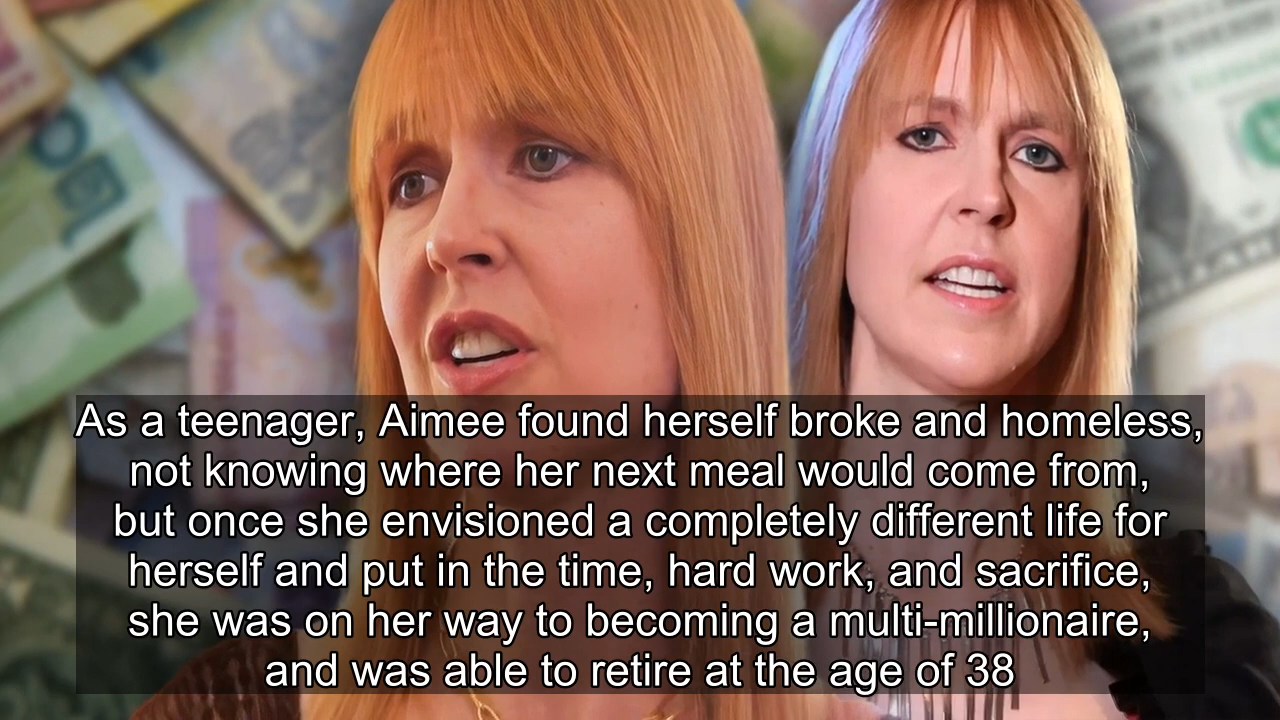 As a teenager, Aimee found herself broke and homeless,
not knowing where her next meal would come from,
but once she envisioned a completely different life for
herself and put in the time, hard work, and sacrifice,
she was on her way to becoming a multi-millionaire,
and was able to retire at the age of 38